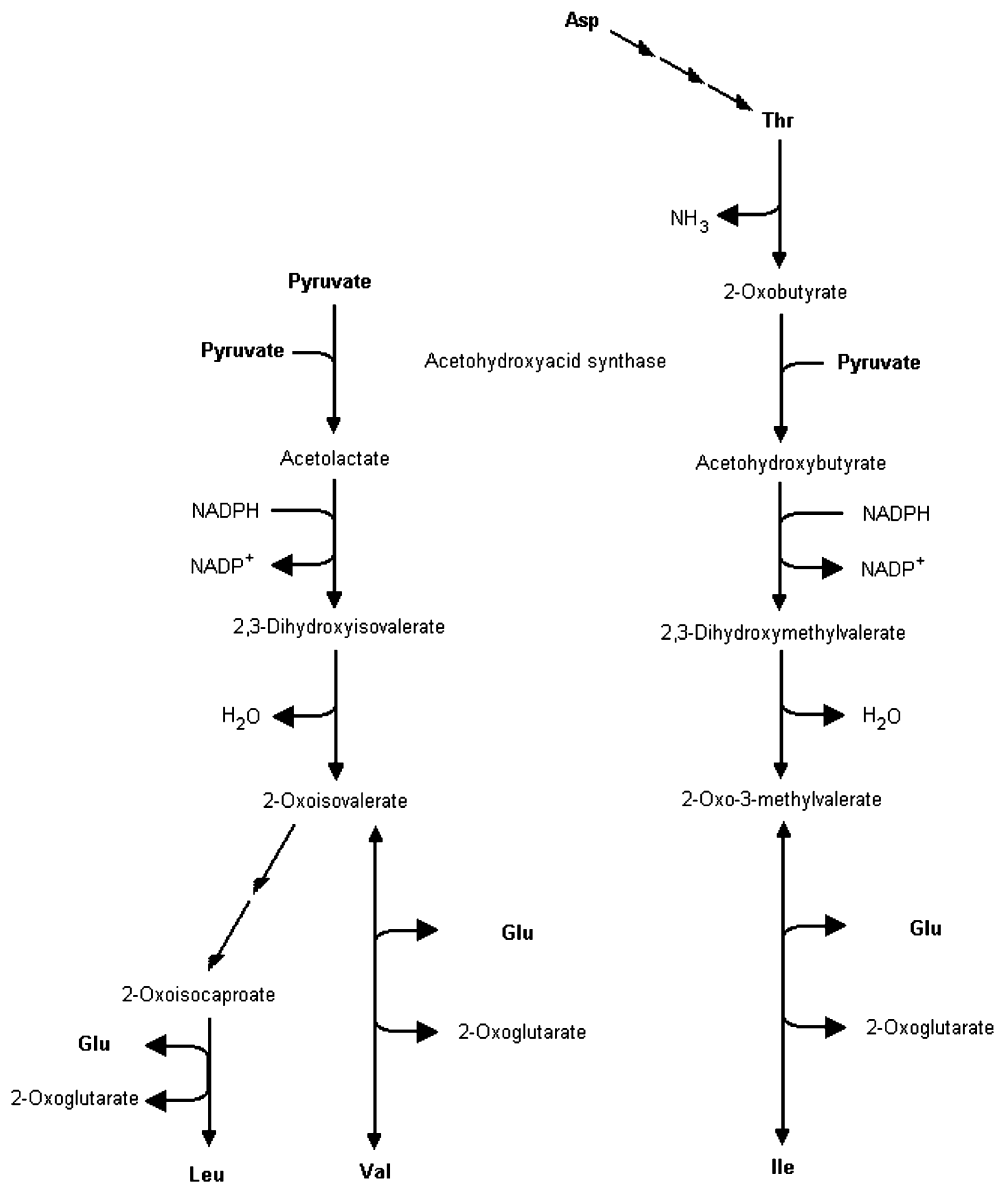 Asp
Thr
NH3
Pyruvate
2-Oxobutyrate
Pyruvate
Acetohydroxyacid synthase
Pyruvate
Acetolactate
Acetohydroxybutyrate
NADPH
NADPH
NADP+
NADP+
2,3-Dihydroxyisovalerate
2,3-Dihydroxymethylvalerate
H2O
H2O
2-Oxoisovalerate
2-Oxo-3-methylvalerate
Glu
Glu
2-Oxoisocaproate
2-Oxoglutarate
2-Oxoglutarate
Glu
2-Oxoglutarate
Leu
Val
Ile